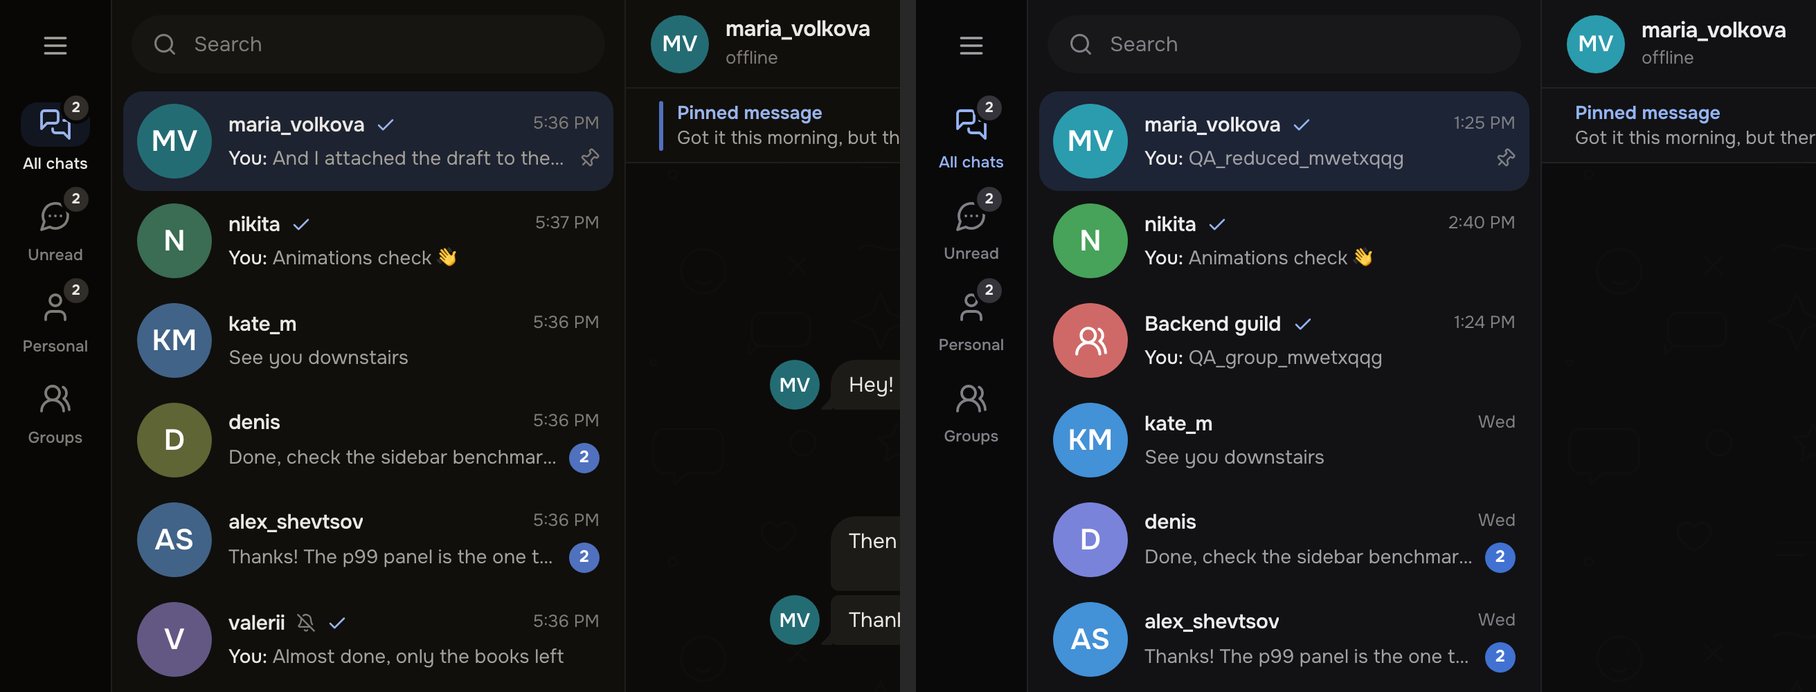 Search
MV
maria_volkova
offline
Pinned message
Got it this morning, but th
2
All chats
2
Unread
2
Personal
Groups
MV
maria_volkova
5:36 PM
You: And I attached the draft to the...
N
nikita
5:37 PM
You: Animations check 👋
KM
kate_m
5:36 PM
See you downstairs
D
denis
5:36 PM
Done, check the sidebar benchmar...
2
AS
alex_shevtsov
5:36 PM
Thanks! The p99 panel is the one t...
2
V
valerii
5:36 PM
You: Almost done, only the books left
MV
Hey!
Then
MV
Than
Search
MV
maria_volkova
offline
Pinned message
Got it this morning, but ther
2
All chats
2
Unread
2
Personal
Groups
MV
maria_volkova
1:25 PM
You: QA_reduced_mwetxqqg
N
nikita
2:40 PM
You: Animations check 👋
Backend guild
1:24 PM
You: QA_group_mwetxqqg
KM
kate_m
Wed
See you downstairs
D
denis
Wed
Done, check the sidebar benchmar...
2
AS
alex_shevtsov
Wed
Thanks! The p99 panel is the one t...
2